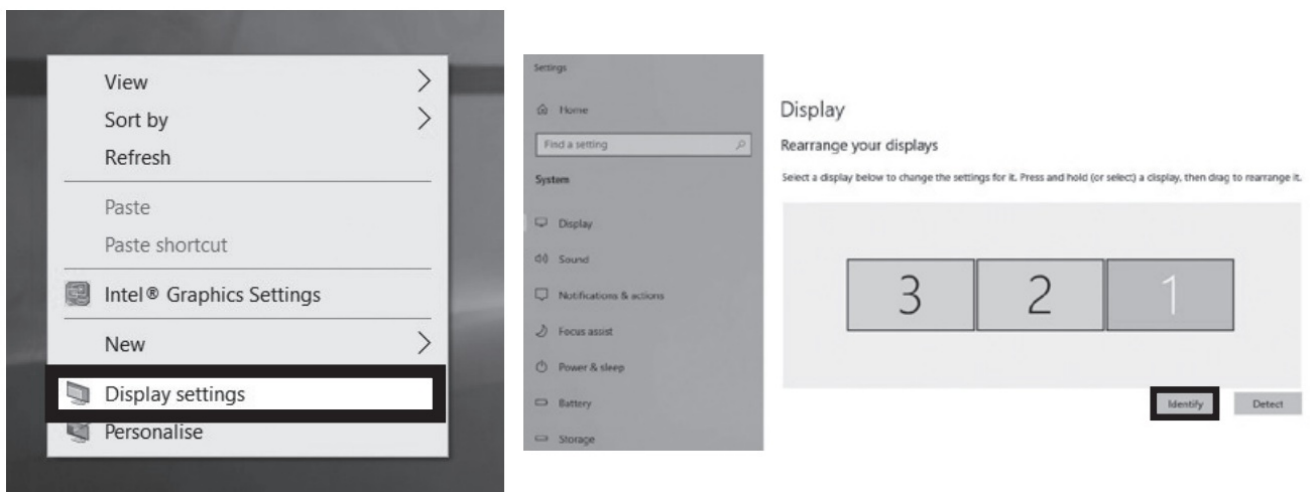 View
Sort by
Refresh
Paste
Paste shortcut
Intel® Graphics Settings
New
Display settings
Personalise
Settings
Home
Find a setting
System
Display
Sound
Notifications & actions
Focus assist
Power & sleep
Battery
Storage
Display
Rearrange your displays
Select a display below to change the settings for it. Press and hold (or select) a display, then drag to rearrange it.
3 2 1
Identify Detect